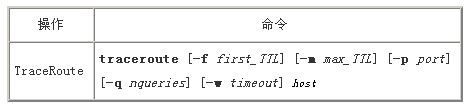 操作 命令
TraceRoute traceroute [-f first_TTL] [-m max_TTL] [-p port]
[-q nqueries] [-w timeout] host